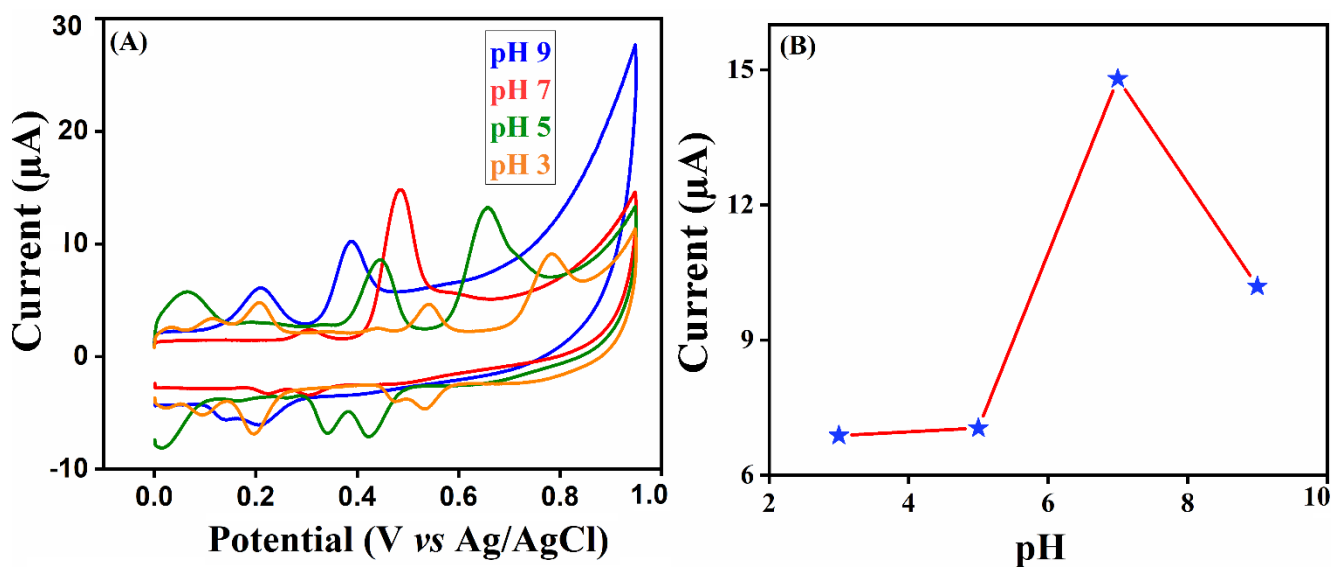 (A)
pH 9
pH 7
pH 5
pH 3
30
20
10
0
-10
Current (µA)
0.0 0.2 0.4 0.6 0.8 1.0
Potential (V vs Ag/AgCl)
(B)
15
12
9
6
Current (µA)
2 4 6 8 10
pH